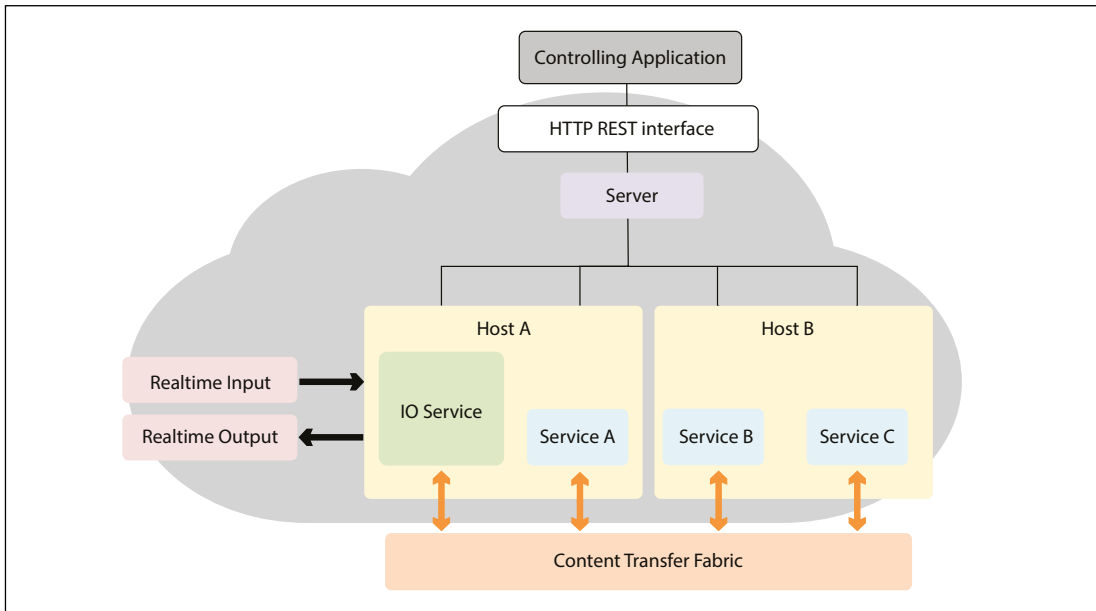 Controlling Application
HTTP REST interface
Server
Host A
Host B
Realtime Input
IO Service
Realtime Output
Service A
Service B
Service C
Content Transfer Fabric